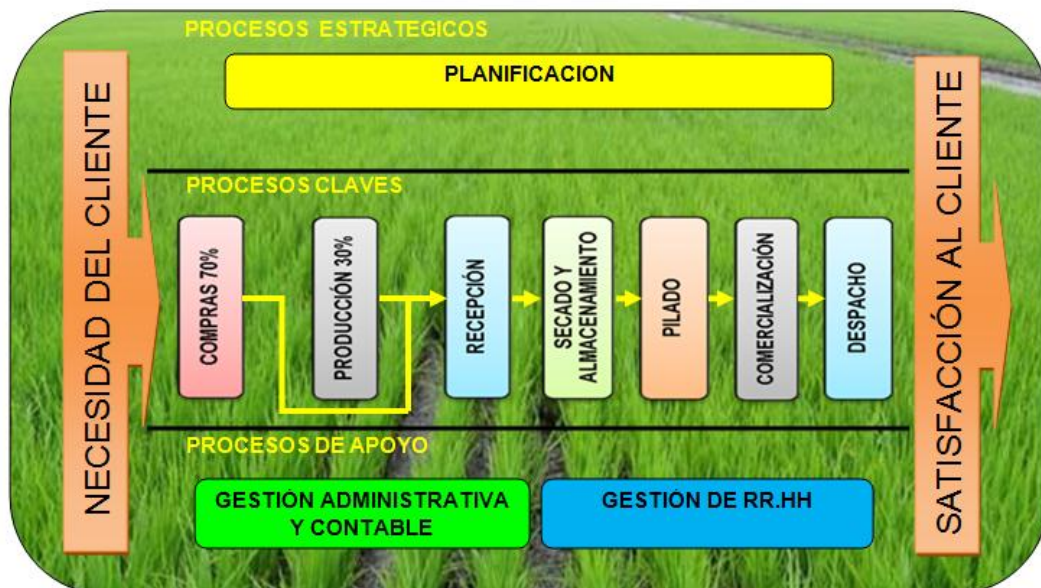 PROCESOS ESTRATEGICOS
PLANIFICACION
NECESIDAD DEL CLIENTE
PROCESOS CLAVES
COMPRAS 70%
PRODUCCIÓN 30%
RECEPCIÓN
SECADO Y
ALMACENAMIENTO
PILADO
COMERCIALIZACIÓN
DESPACHO
SATISFACCIÓN AL CLIENTE
PROCESOS DE APOYO
GESTIÓN ADMINISTRATIVA
Y CONTABLE
GESTIÓN DE RR.HH